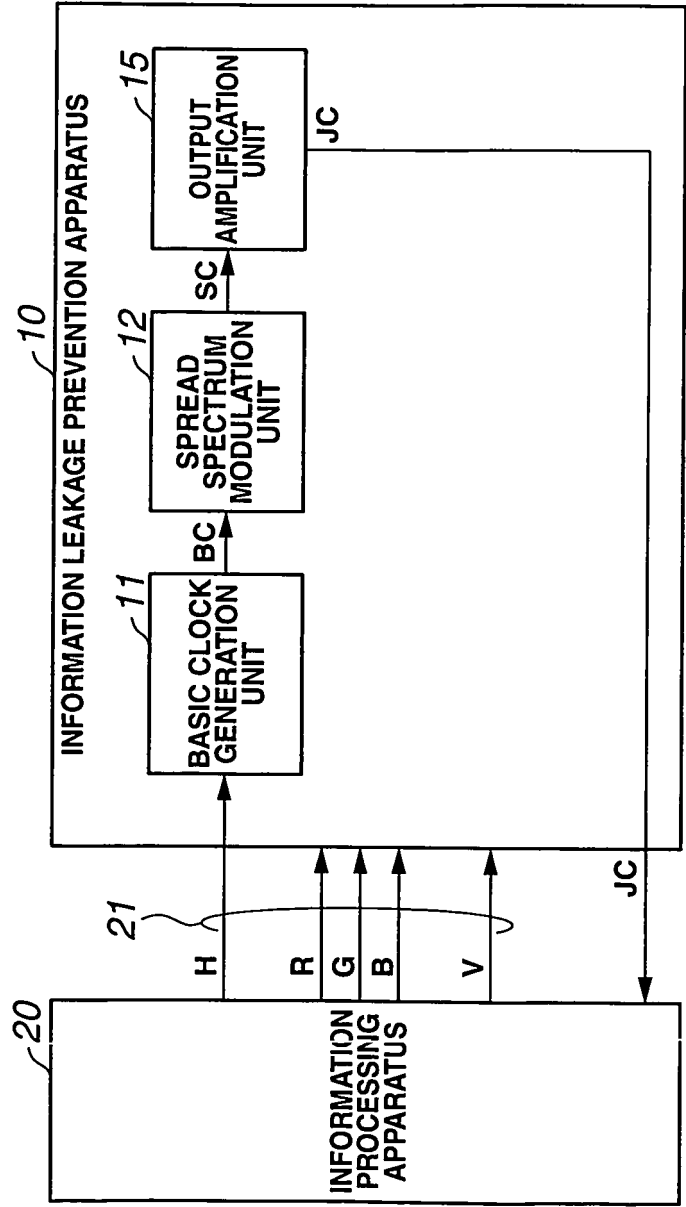 10
INFORMATION LEAKAGE PREVENTION APPARATUS
20
INFORMATION
PROCESSING
APPARATUS
21
H
R
G
B
V
JC
11
BASIC CLOCK
GENERATION
UNIT
BC
12
SPREAD
SPECTRUM
MODULATION
UNIT
SC
15
OUTPUT
AMPLIFICATION
UNIT
JC